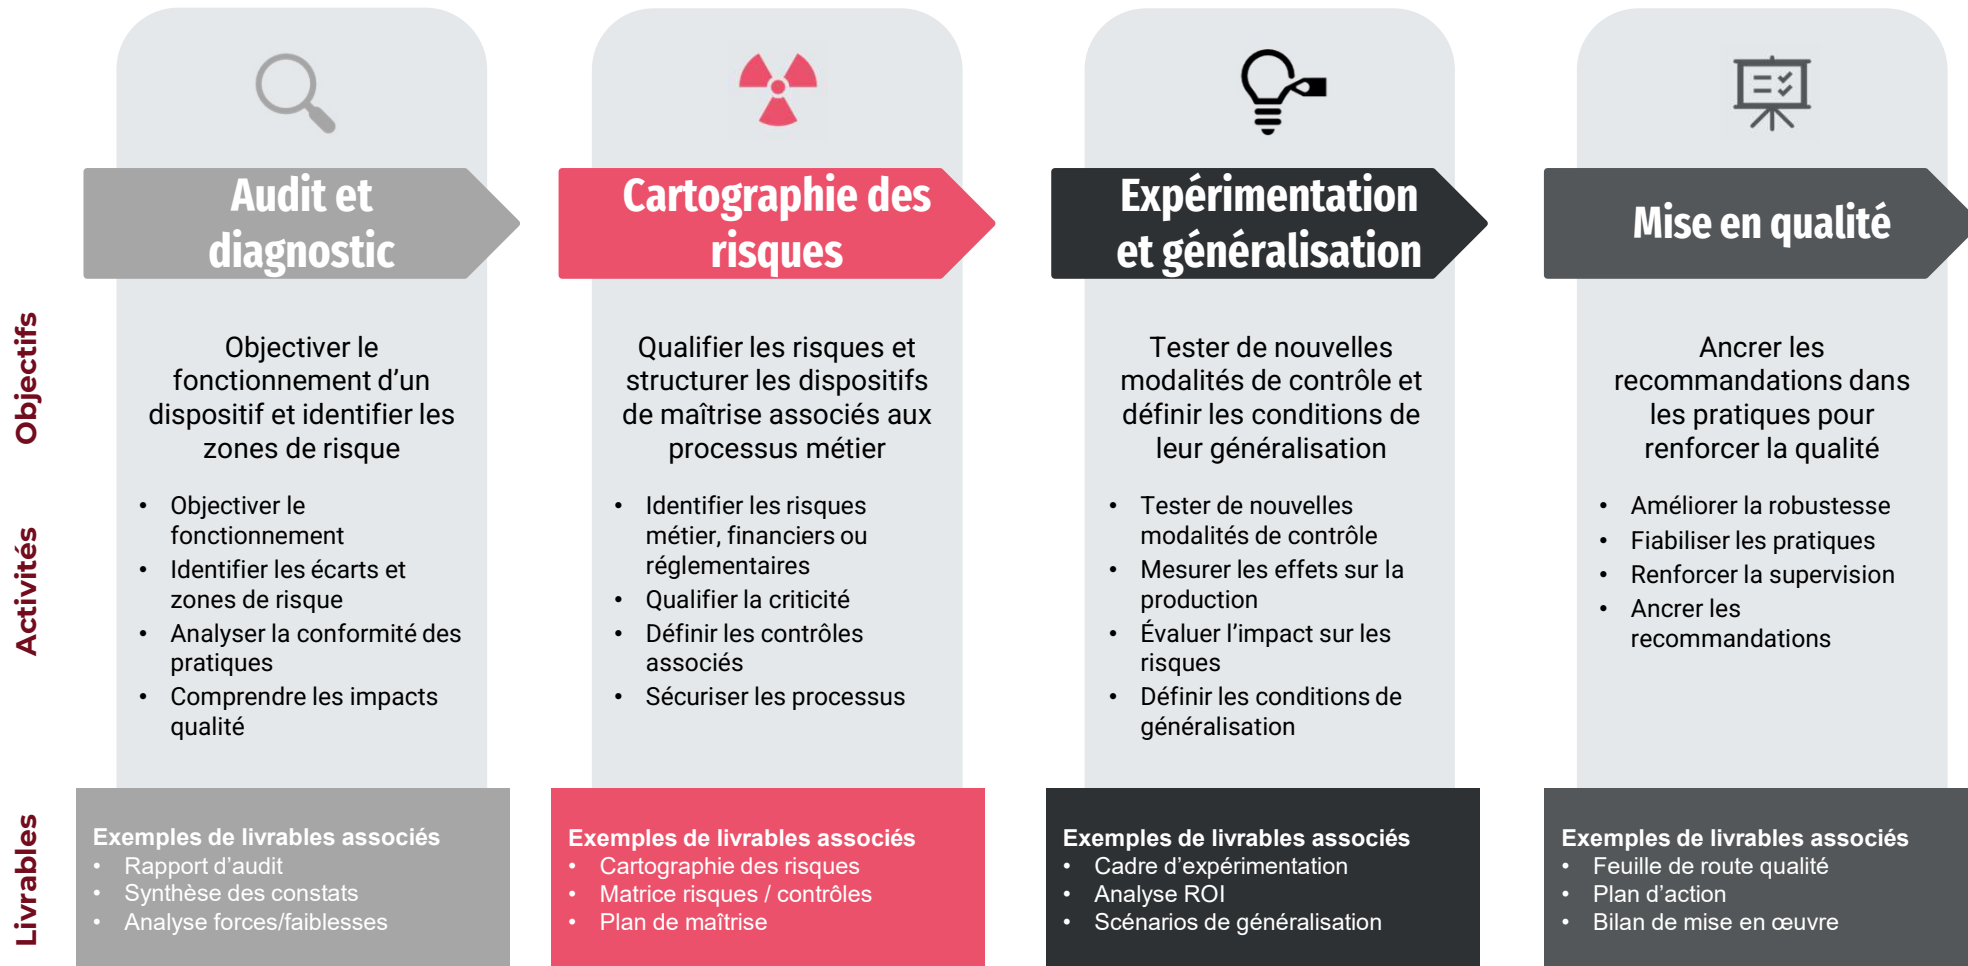 Audit et
diagnostic
Cartographie des
risques
Expérimentation
et généralisation
Mise en qualité
Objectifs
Objectiver le
fonctionnement d’un
dispositif et identifier les
zones de risque
Qualifier les risques et
structurer les dispositifs
de maîtrise associés aux
processus métier
Tester de nouvelles
modalités de contrôle et
définir les conditions de
leur généralisation
Ancrer les
recommandations dans
les pratiques pour
renforcer la qualité
Activités
• Objectiver le
fonctionnement
• Identifier les écarts et
zones de risque
• Analyser la conformité des
pratiques
• Comprendre les impacts
qualité
• Identifier les risques
métier, financiers ou
réglementaires
• Qualifier la criticité
• Définir les contrôles
associés
• Sécuriser les processus
• Tester de nouvelles
modalités de contrôle
• Mesurer les effets sur la
production
• Évaluer l’impact sur les
risques
• Définir les conditions de
généralisation
• Améliorer la robustesse
• Fiabiliser les pratiques
• Renforcer la supervision
• Ancrer les
recommandations
Livrables
Exemples de livrables associés
• Rapport d’audit
• Synthèse des constats
• Analyse forces/faiblesses
Exemples de livrables associés
• Cartographie des risques
• Matrice risques / contrôles
• Plan de maîtrise
Exemples de livrables associés
• Cadre d’expérimentation
• Analyse ROI
• Scénarios de généralisation
Exemples de livrables associés
• Feuille de route qualité
• Plan d’action
• Bilan de mise en œuvre